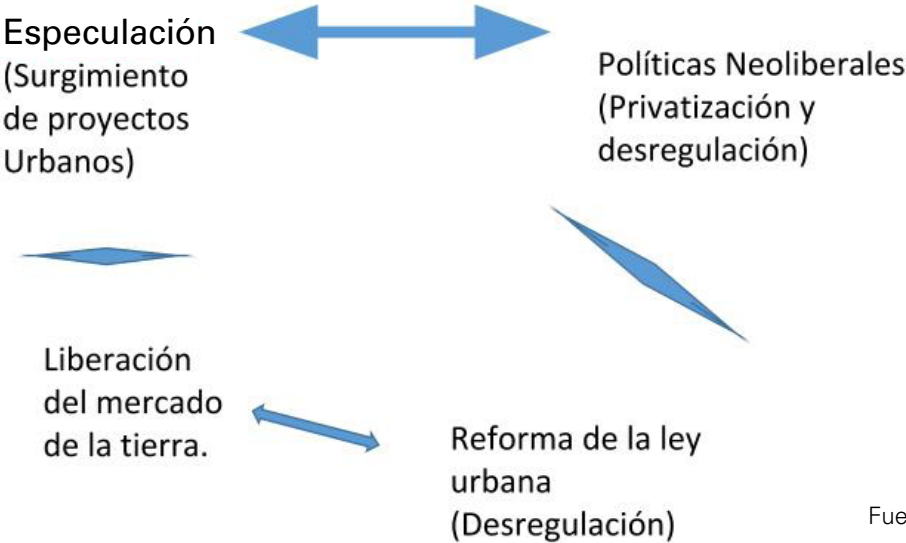 Especulación
(Surgimiento
de proyectos
Urbanos)
Políticas Neoliberales
(Privatización y
desregulación)
Liberación
del mercado
de la tierra.
Reforma de la ley
urbana
(Desregulación)
Fue